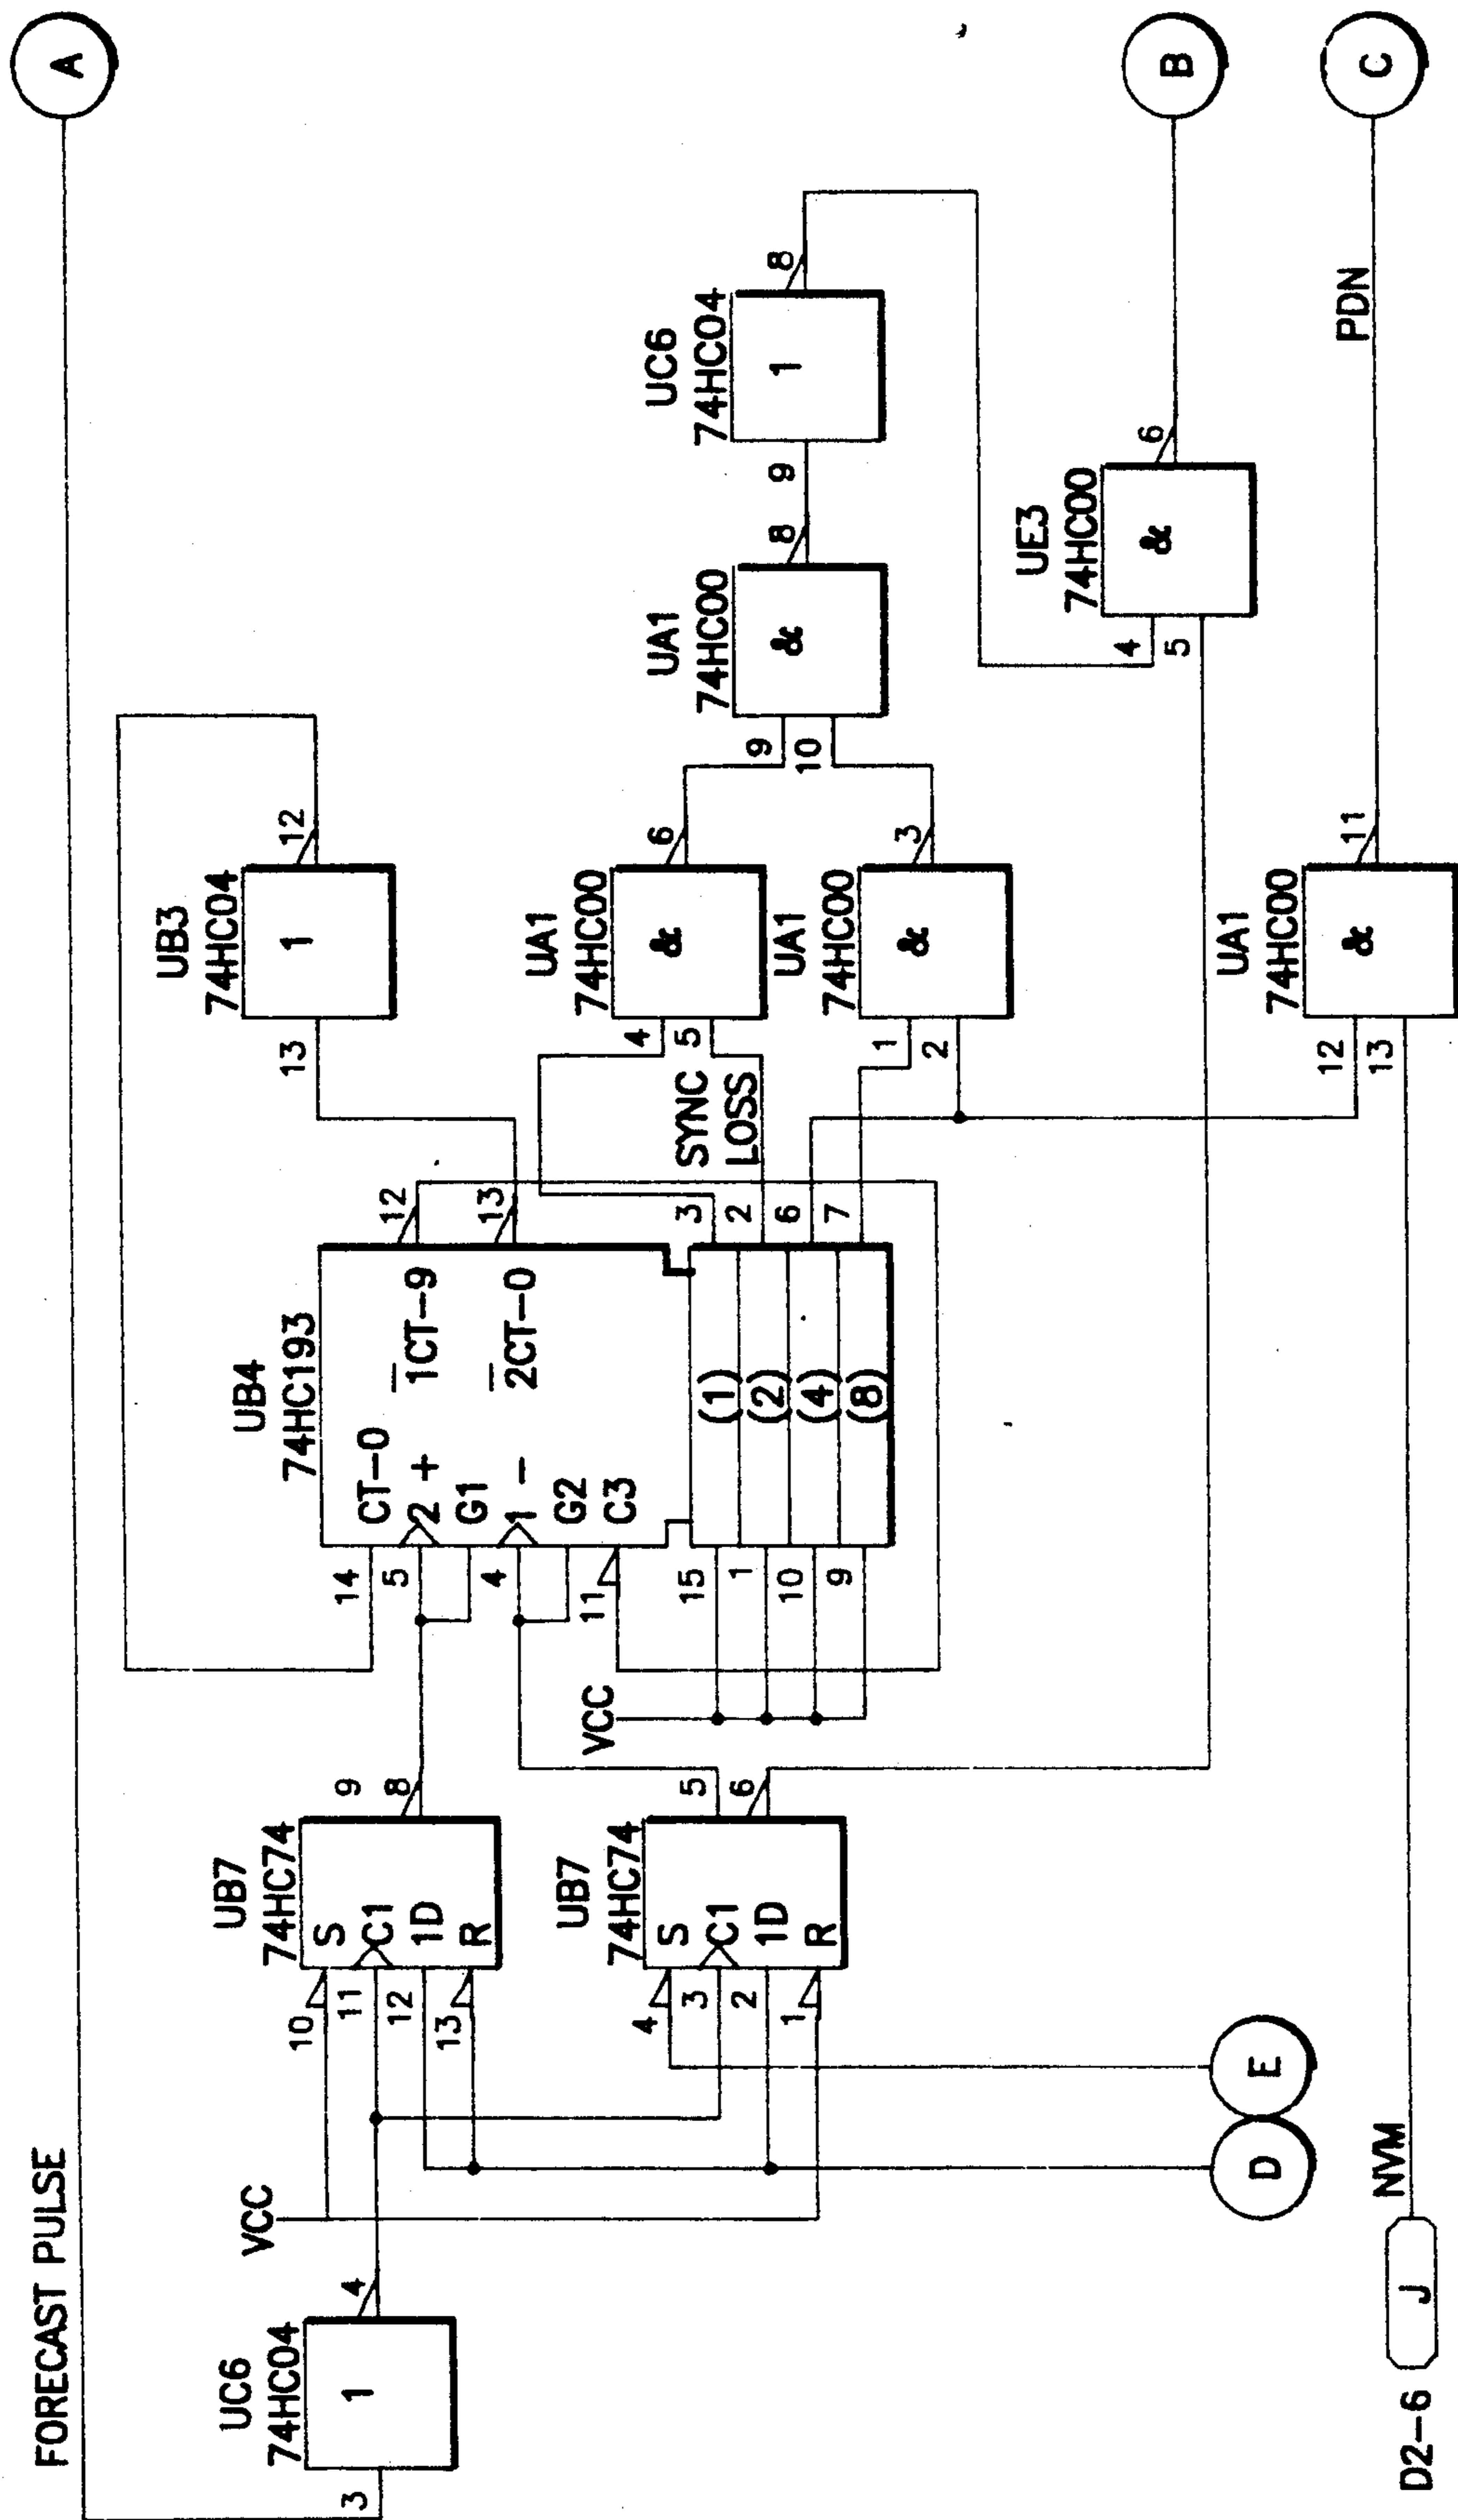 FORECAST PULSE
A
UC6
74HC04
1
3
4
VCC
UB7
74HC74
S
C1
1D
R
10
11
12
13
9
8
UB7
74HC74
S
C1
1D
R
4
3
2
1
5
6
D
E
UB4
74HC193
CT-0
2 +
G1
1 -
G2
C3
1CT-9
2CT-0
(1)
(2)
(4)
(8)
14
5
4
11
15
1
10
9
VCC
12
13
3
2
6
7
SYNC
LOSS
UB3
74HC04
1
13
12
UA1
74HC00
&
4
5
6
UA1
74HC00
&
1
2
3
UA1
74HC00
&
9
10
8
UC6
74HC04
1
9
8
UE3
74HC00
&
4
5
6
B
UA1
74HC00
&
12
13
11
PDN
C
D2-6
J
NVM